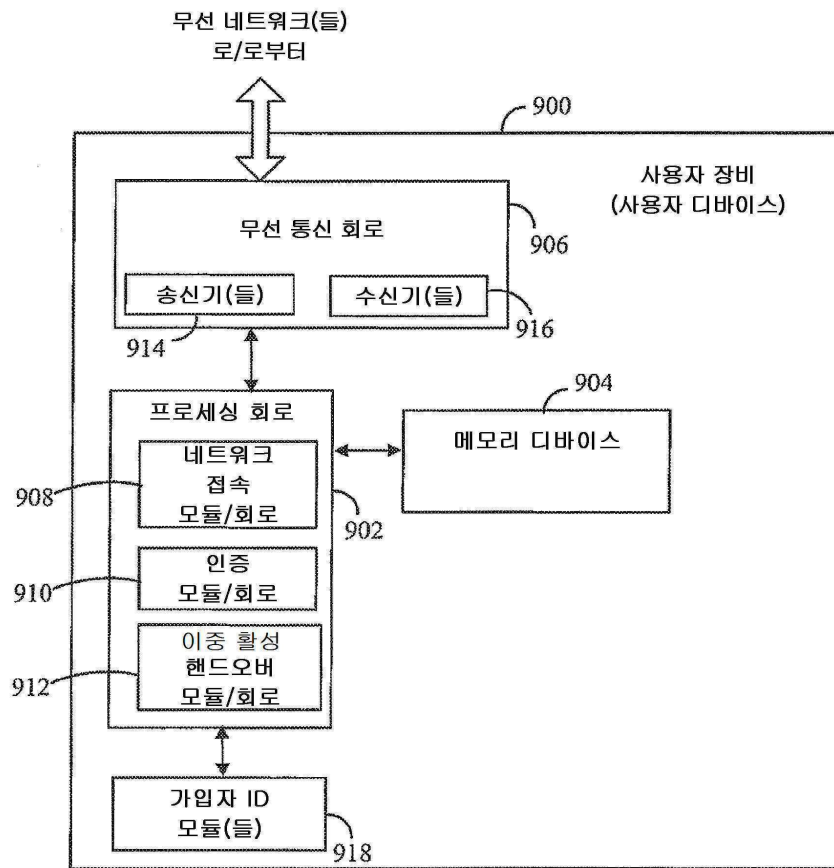 무선 네트워크(들)
로/로부터
900
사용자 장비
(사용자 디바이스)
무선 통신 회로
906
송신기(들)
수신기(들)
914
916
프로세싱 회로
904
메모리 디바이스
네트워크
접속
모듈/회로
908
902
인증
모듈/회로
910
이중 활성
핸드오버
모듈/회로
912
가입자 ID
모듈(들)
918